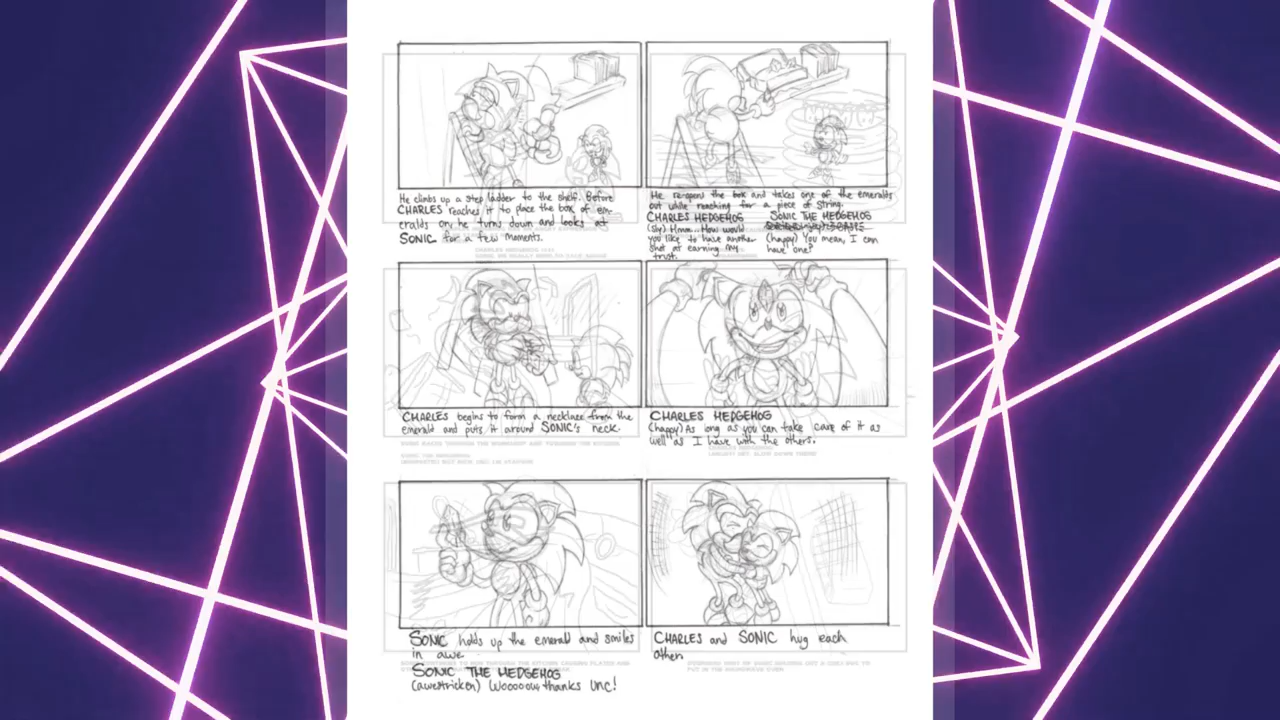 He climbs up a step ladder to the shelf. Before
CHARLES reaches it to place the box of em-
eralds on he turns down and looks at
SONIC for a few moments.
He re-opens the box and takes one of the emeralds
out while reaching for a piece of string.
CHARLES HEDGEHOG
(sly) Hmm... How would
you like to have another
shot at earning my
trust.
SONIC THE HEDGEHOG
(happy) You mean, I can
have one?
CHARLES begins to form a necklace from the
emerald and puts it around SONIC's neck.
CHARLES HEDGEHOG
(happy) As long as you can take care of it as
well as I have with the others.
SONIC holds up the emerald and smiles
in awe.
SONIC THE HEDGEHOG
(awestricken) Wooooow thanks Unc!
CHARLES and SONIC hug each
other.